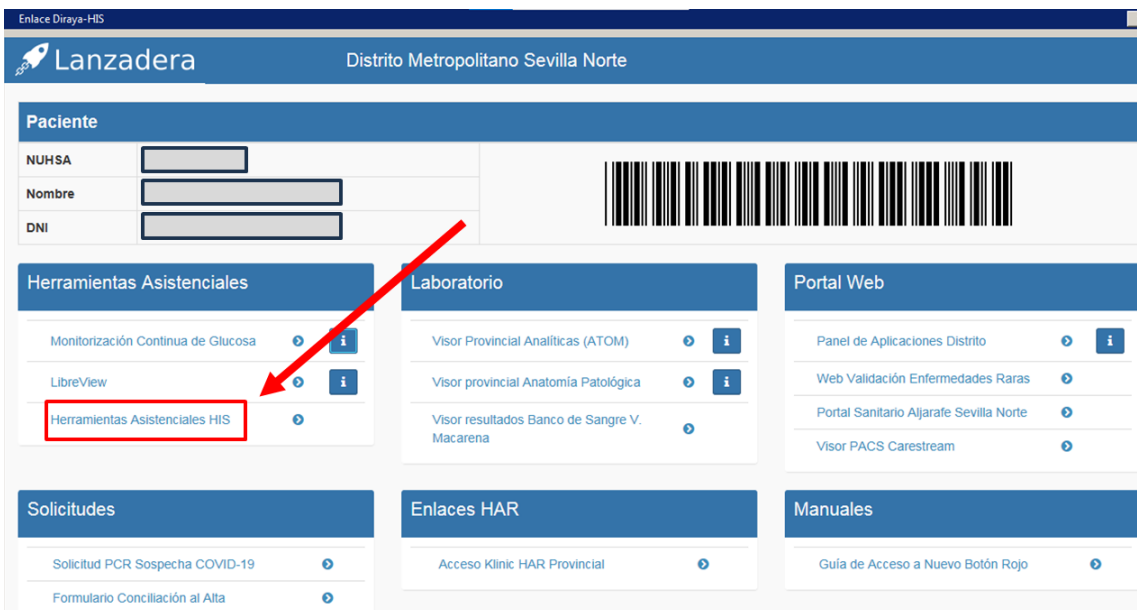 Enlace Diraya-HIS
Lanzadera
Distrito Metropolitano Sevilla Norte
Paciente
NUHSA
Nombre
DNI
Herramientas Asistenciales
Monitorización Continua de Glucosa
i
LibreView
i
Herramientas Asistenciales HIS
Laboratorio
Visor Provincial Analíticas (ATOM)
i
Visor provincial Anatomía Patológica
i
Visor resultados Banco de Sangre V.
Macarena
Portal Web
Panel de Aplicaciones Distrito
i
Web Validación Enfermedades Raras
Portal Sanitario Aljarafe Sevilla Norte
Visor PACS Carestream
Solicitudes
Solicitud PCR Sospecha COVID-19
Formulario Conciliación al Alta
Enlaces HAR
Acceso Klinic HAR Provincial
Manuales
Guía de Acceso a Nuevo Botón Rojo